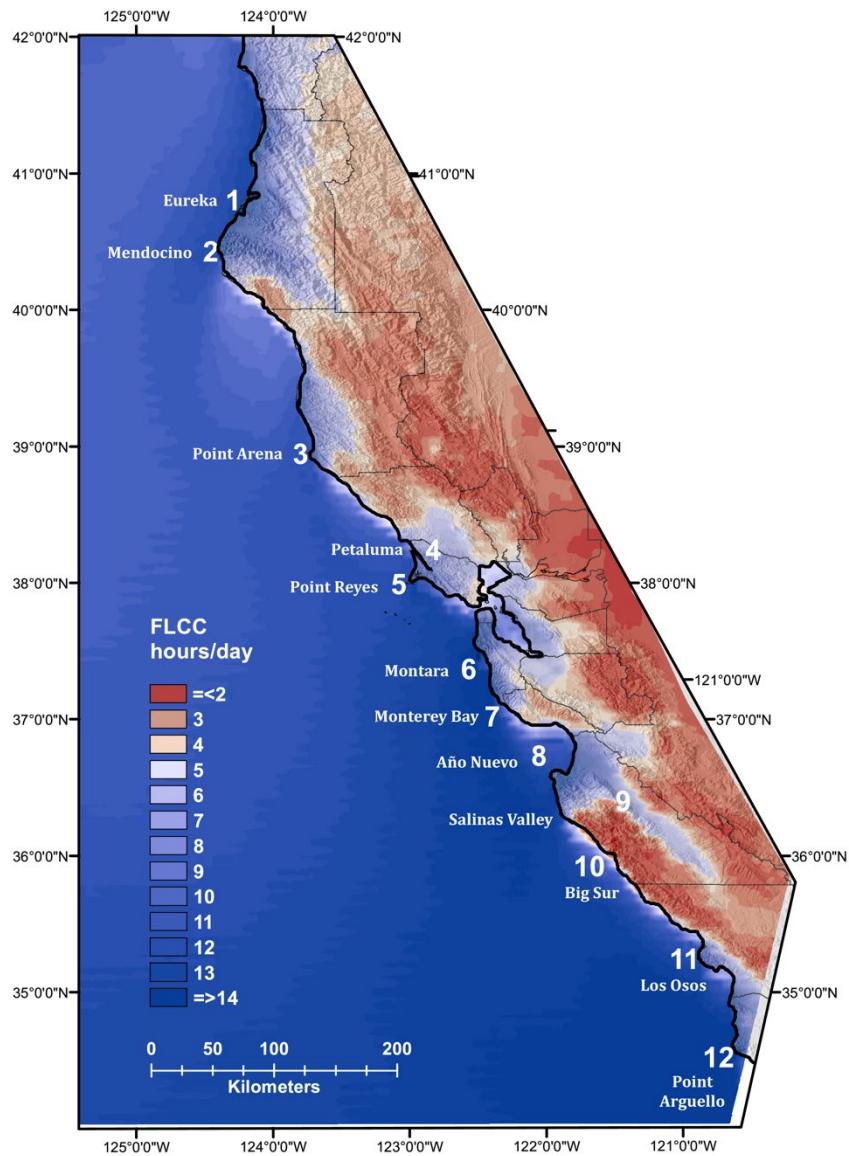 125°0'0"W 124°0'0"W
42°0'0"N 42°0'0"N
41°0'0"N 41°0'0"N
Eureka 1
Mendocino 2
40°0'0"N 40°0'0"N
39°0'0"N 39°0'0"N
Point Arena 3
Petaluma 4
Point Reyes 5
38°0'0"N
FLCC
hours/day
=<2
3
4
5
6
7
8
9
10
11
12
13
=>14
Montara 6
121°0'0"W
37°0'0"N 37°0'0"N
Monterey Bay 7
Año Nuevo 8
Salinas Valley 9
36°0'0"N 36°0'0"N
10
Big Sur
11
Los Osos
35°0'0"N 35°0'0"N
12
Point
Arguello
0 50 100 200
Kilometers
38°0'0"N
125°0'0"W 124°0'0"W 123°0'0"W 122°0'0"W 121°0'0"W